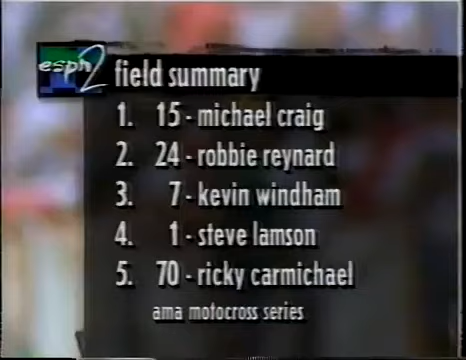 espn2 field summary
1. 15 - michael craig
2. 24 - robbie reynard
3. 7 - kevin windham
4. 1 - steve lamson
5. 70 - ricky carmichael
ama motocross series